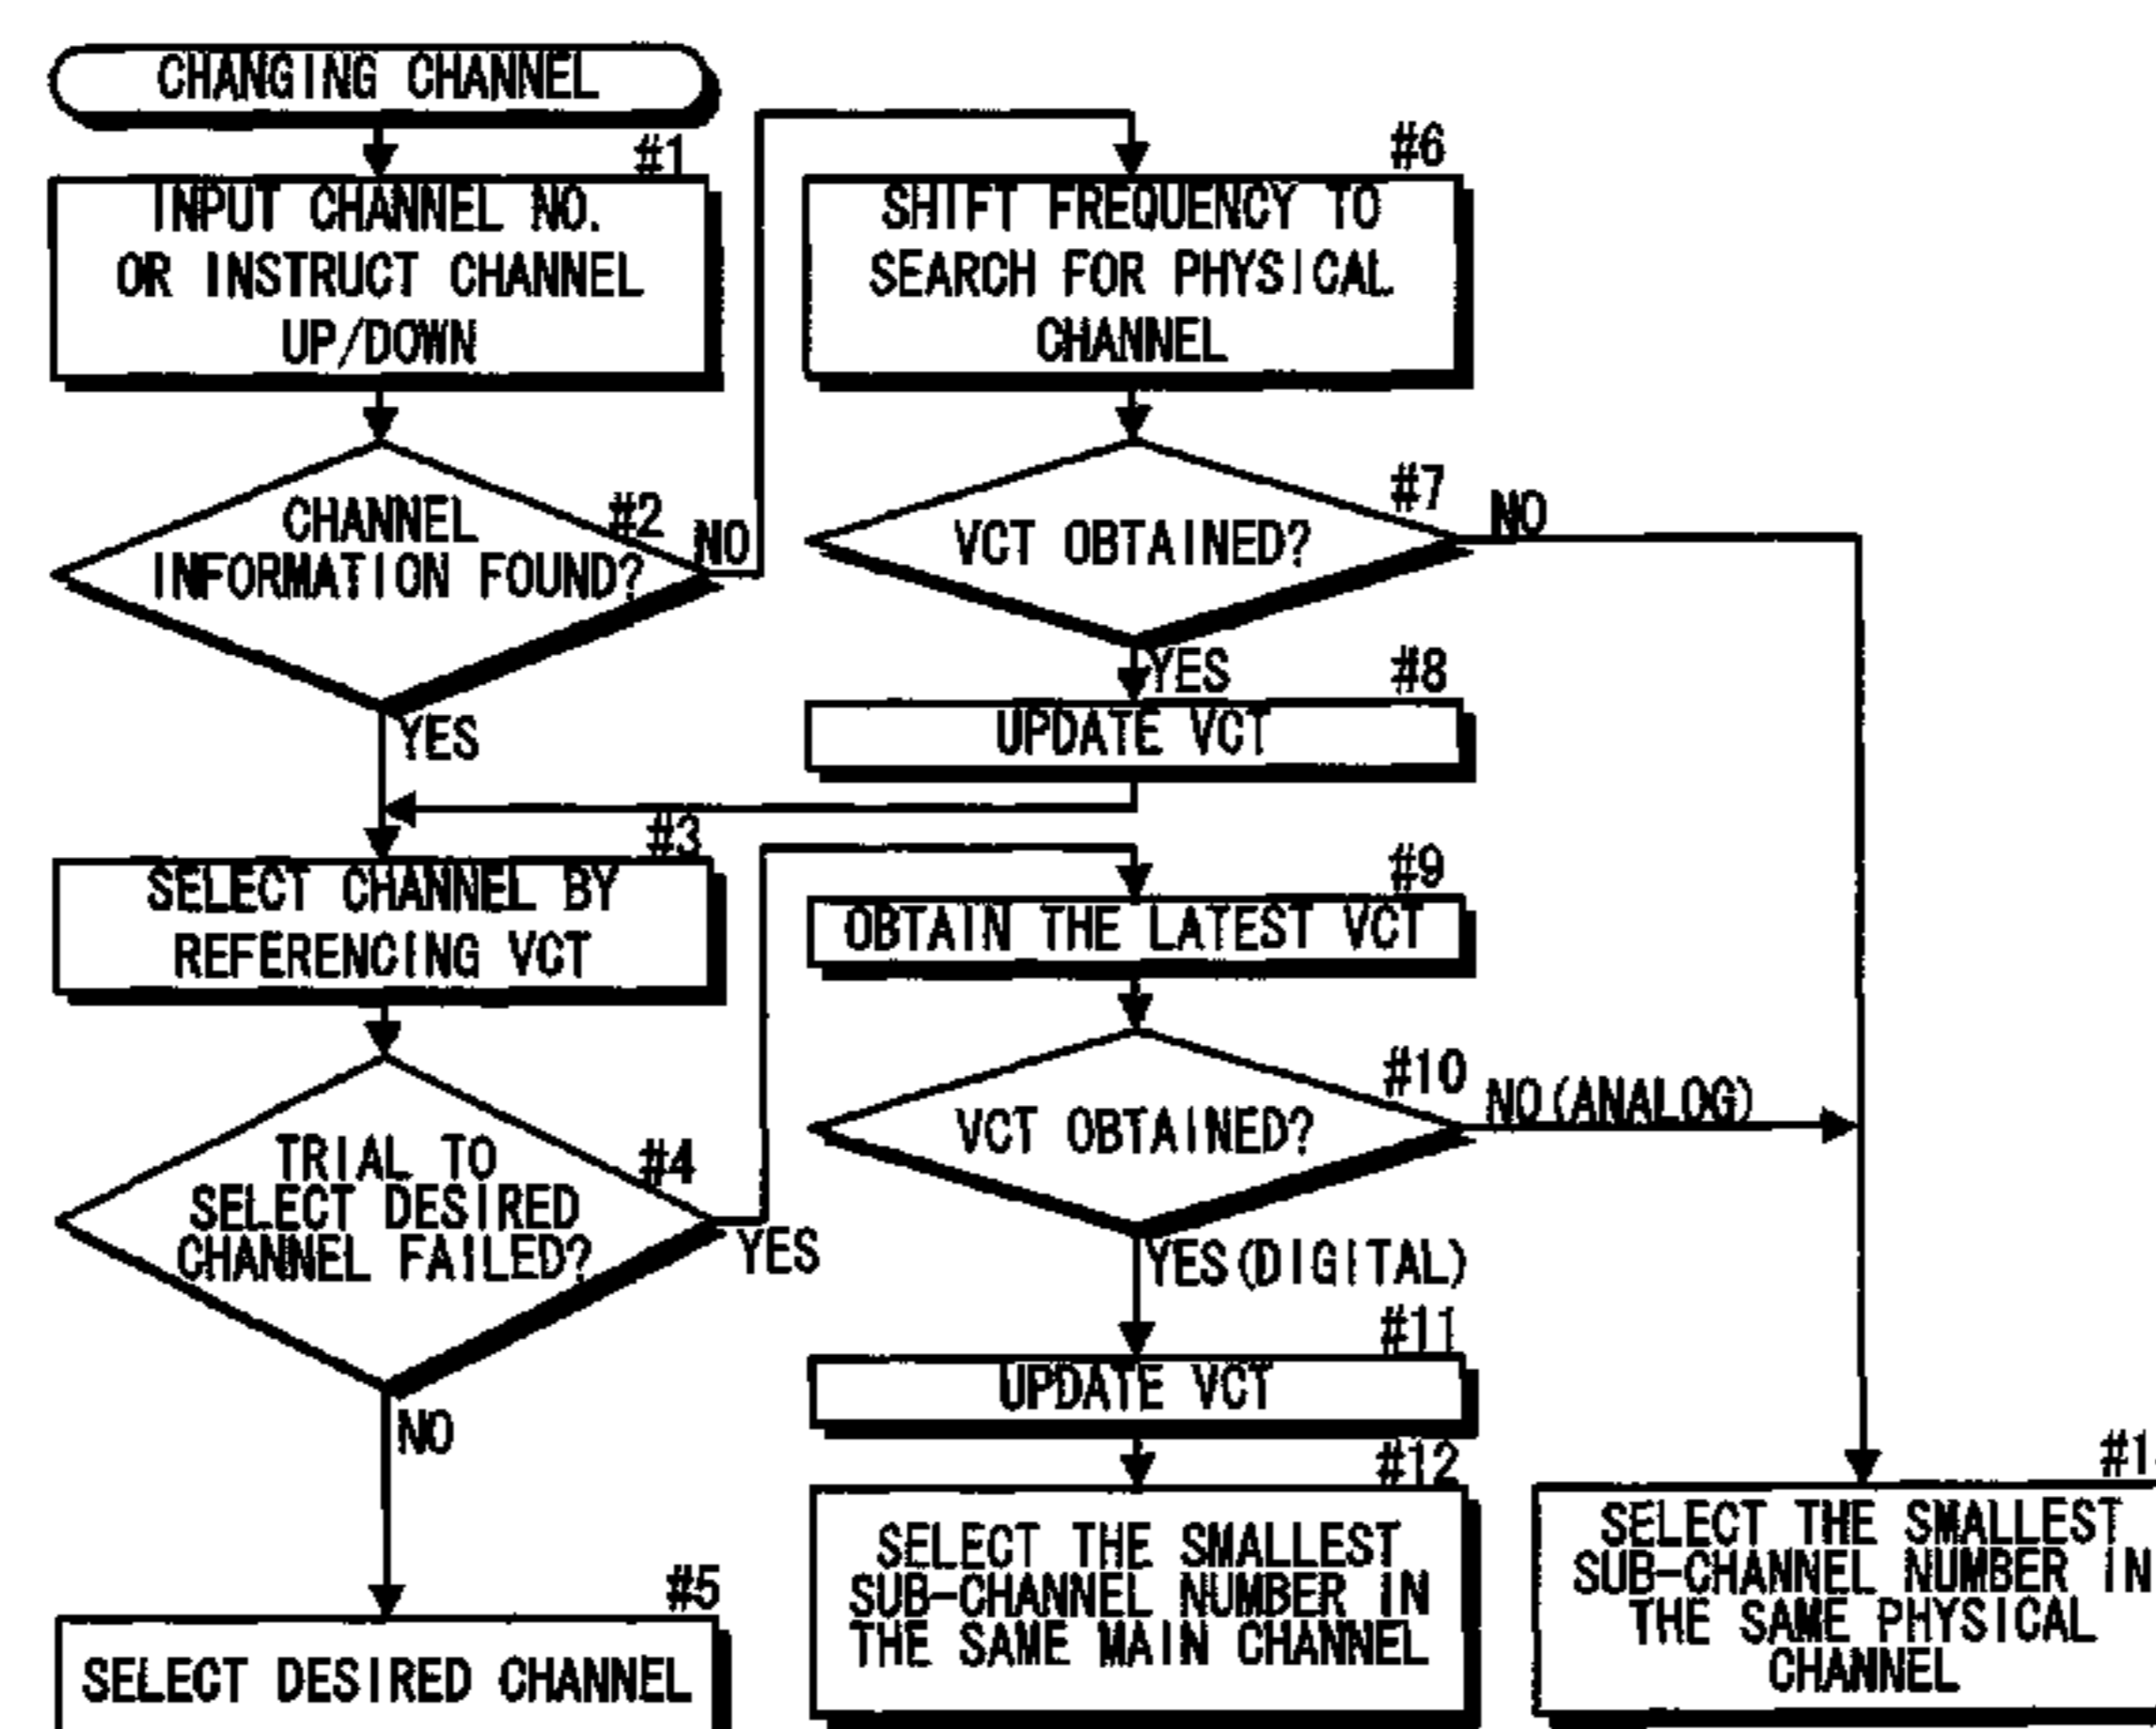 CHANGING CHANNEL
#1
INPUT CHANNEL NO.
OR INSTRUCT CHANNEL
UP/DOWN
#2
CHANNEL
INFORMATION FOUND?
NO
YES
#3
SELECT CHANNEL BY
REFERENCING VCT
#4
TRIAL TO
SELECT DESIRED
CHANNEL FAILED?
YES
NO
#5
SELECT DESIRED CHANNEL
#6
SHIFT FREQUENCY TO
SEARCH FOR PHYSICAL
CHANNEL
#7
VCT OBTAINED?
NO
YES
#8
UPDATE VCT
#9
OBTAIN THE LATEST VCT
#10
VCT OBTAINED?
NO(ANALOG)
YES(DIGITAL)
#11
UPDATE VCT
#12
SELECT THE SMALLEST
SUB-CHANNEL NUMBER IN
THE SAME MAIN CHANNEL
SELECT THE SMALLEST
SUB-CHANNEL NUMBER IN
THE SAME PHYSICAL
CHANNEL